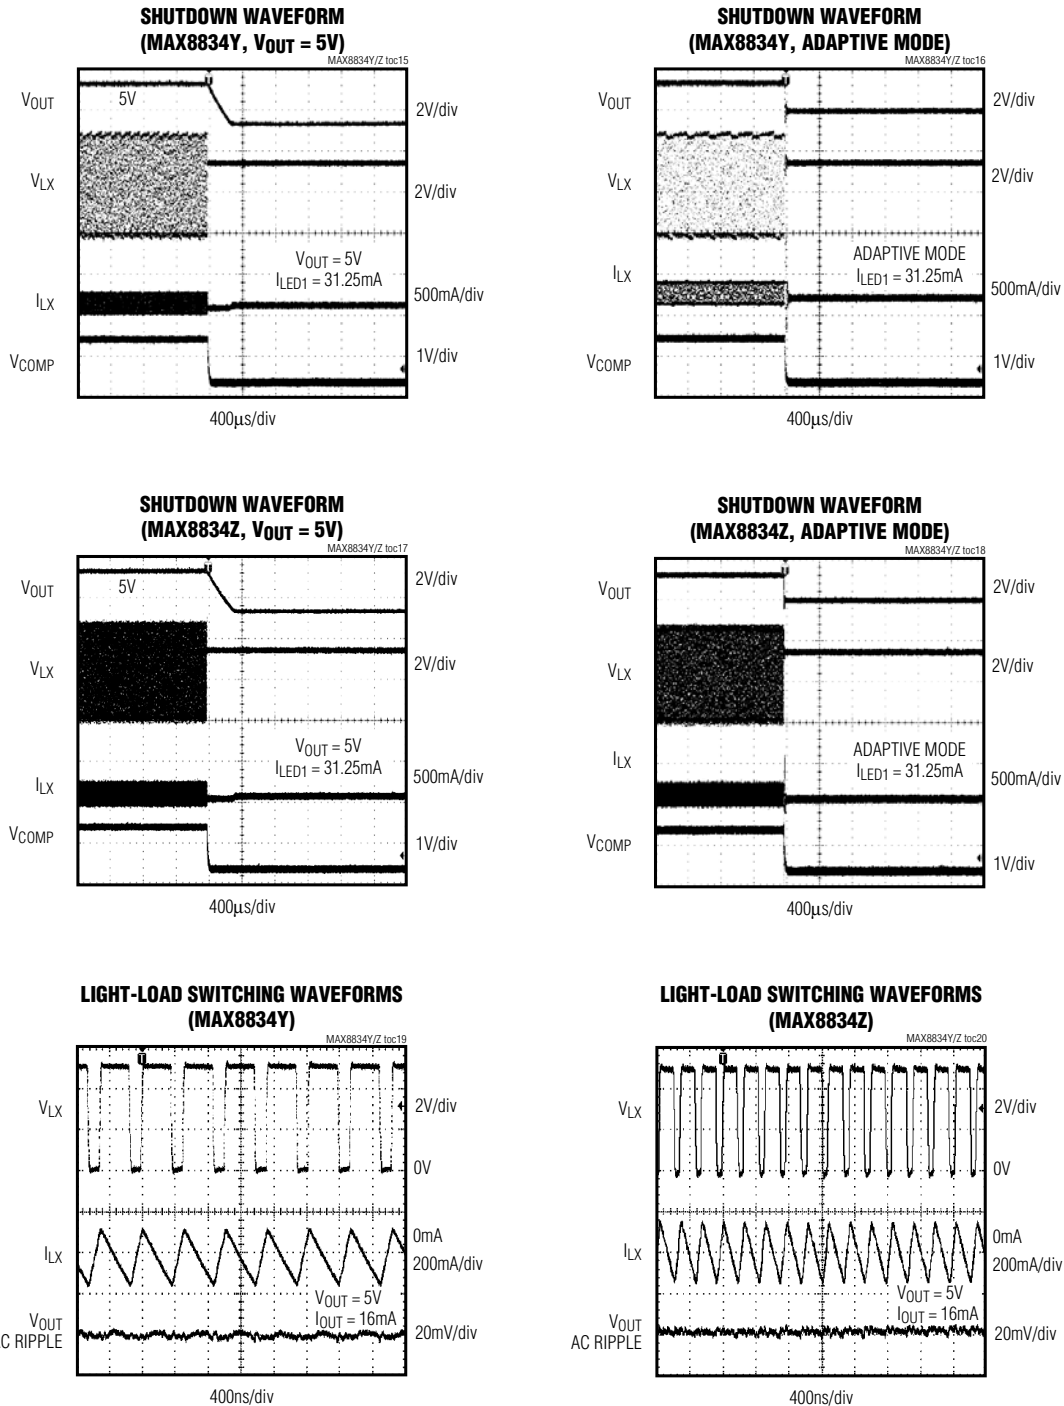 SHUTDOWN WAVEFORM
(MAX8834Y, VOUT = 5V)
MAX8834Y/Z toc15
VOUT
5V
2V/div
VLX
2V/div
VOUT = 5V
ILED1 = 31.25mA
ILX
500mA/div
VCOMP
1V/div
400µs/div
SHUTDOWN WAVEFORM
(MAX8834Y, ADAPTIVE MODE)
MAX8834Y/Z toc16
VOUT
2V/div
VLX
2V/div
ADAPTIVE MODE
ILED1 = 31.25mA
ILX
500mA/div
VCOMP
1V/div
400µs/div
SHUTDOWN WAVEFORM
(MAX8834Z, VOUT = 5V)
MAX8834Y/Z toc17
VOUT
5V
2V/div
VLX
2V/div
VOUT = 5V
ILED1 = 31.25mA
ILX
500mA/div
VCOMP
1V/div
400µs/div
SHUTDOWN WAVEFORM
(MAX8834Z, ADAPTIVE MODE)
MAX8834Y/Z toc18
VOUT
2V/div
VLX
2V/div
ADAPTIVE MODE
ILED1 = 31.25mA
ILX
500mA/div
VCOMP
1V/div
400µs/div
LIGHT-LOAD SWITCHING WAVEFORMS
(MAX8834Y)
MAX8834Y/Z toc19
T
VLX
2V/div
0V
0mA
ILX
200mA/div
VOUT = 5V
IOUT = 16mA
VOUT
C RIPPLE
20mV/div
400ns/div
LIGHT-LOAD SWITCHING WAVEFORMS
(MAX8834Z)
MAX8834Y/Z toc20
T
VLX
2V/div
0V
0mA
ILX
200mA/div
VOUT = 5V
IOUT = 16mA
VOUT
AC RIPPLE
20mV/div
400ns/div